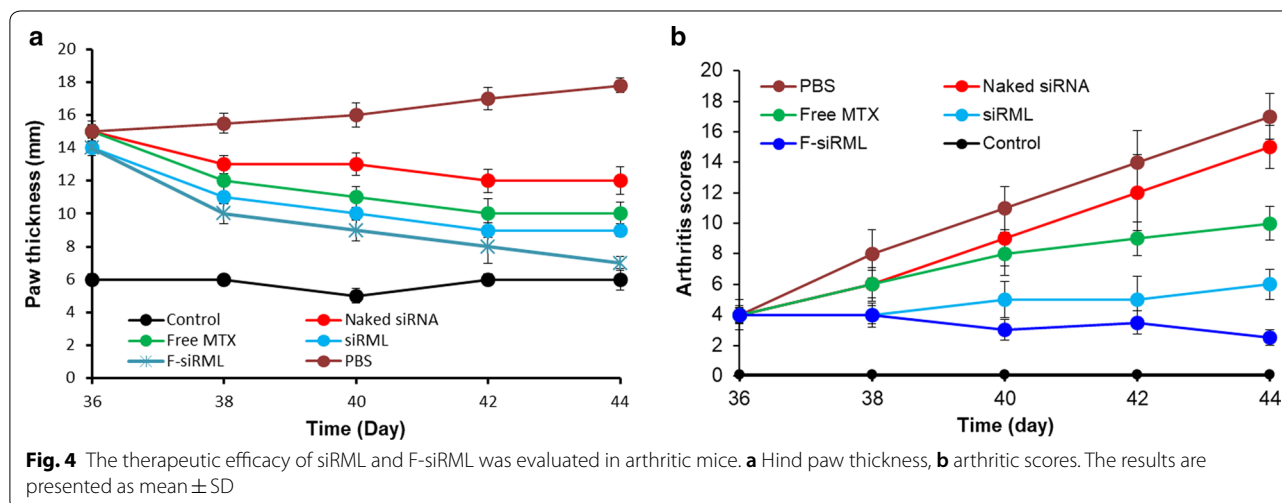 a
20
18
16
14
12
10
8
6
4
2
0
Paw thickness (mm)
Control
Naked siRNA
Free MTX
siRML
F-siRML
PBS
36 38 40 42 44
Time (Day)
b
20
18
16
14
12
10
8
6
4
2
0
Arthritis scores
PBS
Naked siRNA
Free MTX
siRML
F-siRML
Control
36 38 40 42 44
Time (day)
Fig. 4 The therapeutic efficacy of siRML and F-siRML was evaluated in arthritic mice. a Hind paw thickness, b arthritic scores. The results are
presented as mean ± SD